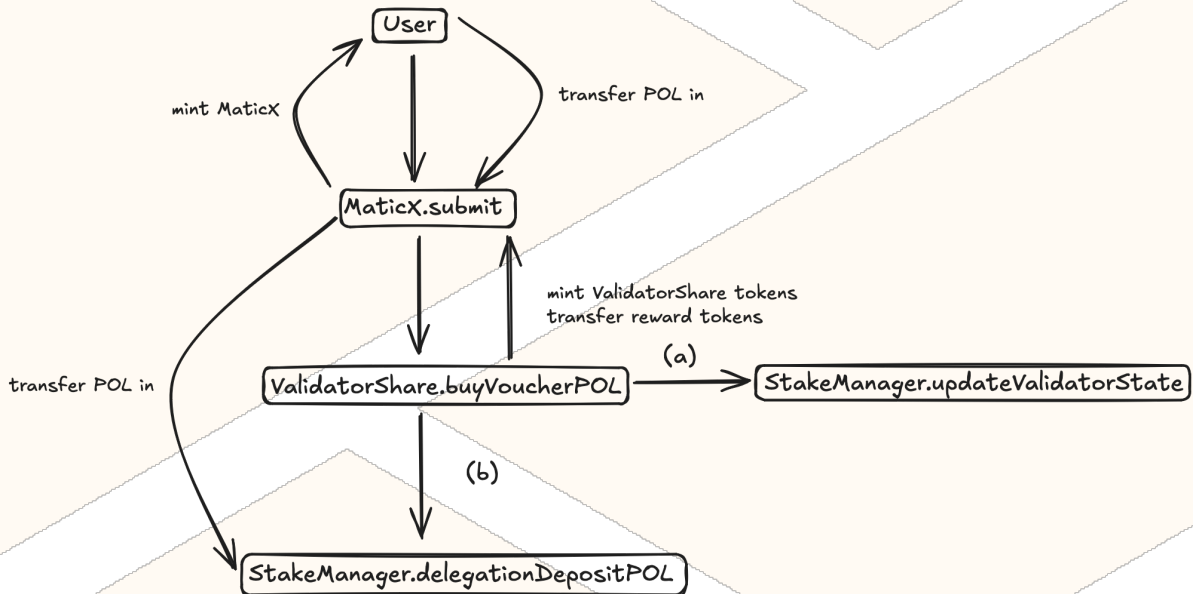 User
mint MaticX
transfer POL in
MaticX.submit
mint ValidatorShare tokens
transfer reward tokens
(a)
transfer POL in
ValidatorShare.buyVoucherPOL
StakeManager.updateValidatorState
(b)
StakeManager.delegationDepositPOL